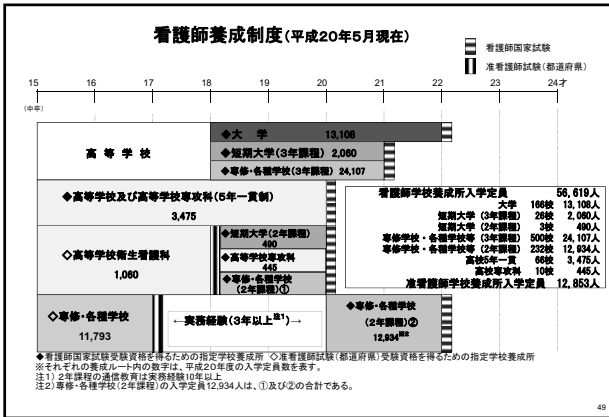 看護師養成制度(平成20年5月現在)
看護師国家試験
准看護師試験(都道府県)
15 16 17 18 19 20 21 22 23 24才
(中卒)
高等学校
◆大 学 13,108
◆短期大学(3年課程) 2,060
◆専修・各種学校(3年課程) 24,107
◆高等学校及び高等学校専攻科(5年一貫制)
3,475
◇高等学校衛生看護科
1,060
◆短期大学(2年課程)
490
◆高等学校専攻科
445
◆専修・各種学校
(2年課程)①
看護師学校養成所入学定員 56,619人
大学 166校 13,108人
短期大学 (3年課程) 26校 2,060人
短期大学 (2年課程) 3校 490人
専修学校・各種学校等 (3年課程) 500校 24,107人
専修学校・各種学校等 (2年課程) 232校 12,934人
高校5年一貫 66校 3,475人
高校専攻科 10校 445人
准看護師学校養成所入学定員 12,853人
◇専修・各種学校
11,793
←実務経験(3年以上注1)→
◆専修・各種学校
(2年課程)②
12,934※2
◆看護師国家試験受験資格を得るための指定学校養成所 ◇准看護師試験(都道府県)受験資格を得るための指定学校養成所
※それぞれの養成ルート内の数字は、平成20年度の入学定員数を表す。
注1) 2年課程の通信教育は実務経験10年以上
注2) 専修・各種学校(2年課程)の入学定員12,934人は、①及び②の合計である。
49